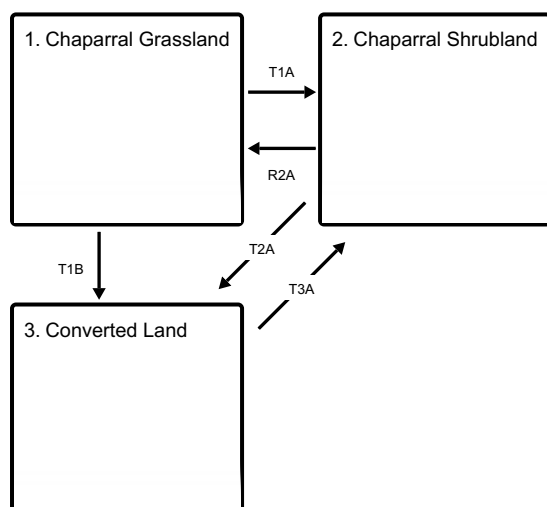 1. Chaparral Grassland
2. Chaparral Shrubland
T1A
R2A
T2A
T1B
T3A
3. Converted Land